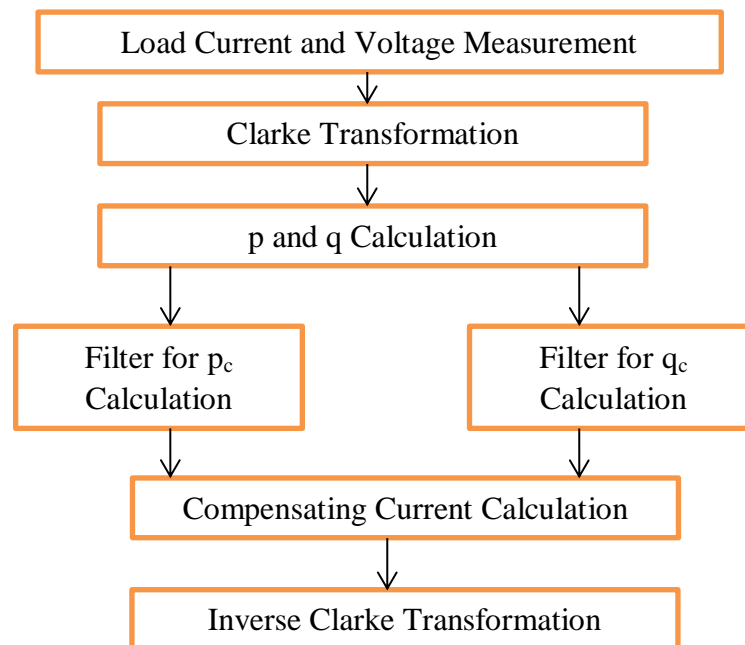 Load Current and Voltage Measurement
Clarke Transformation
p and q Calculation
Filter for pc
Calculation
Filter for qc
Calculation
Compensating Current Calculation
Inverse Clarke Transformation